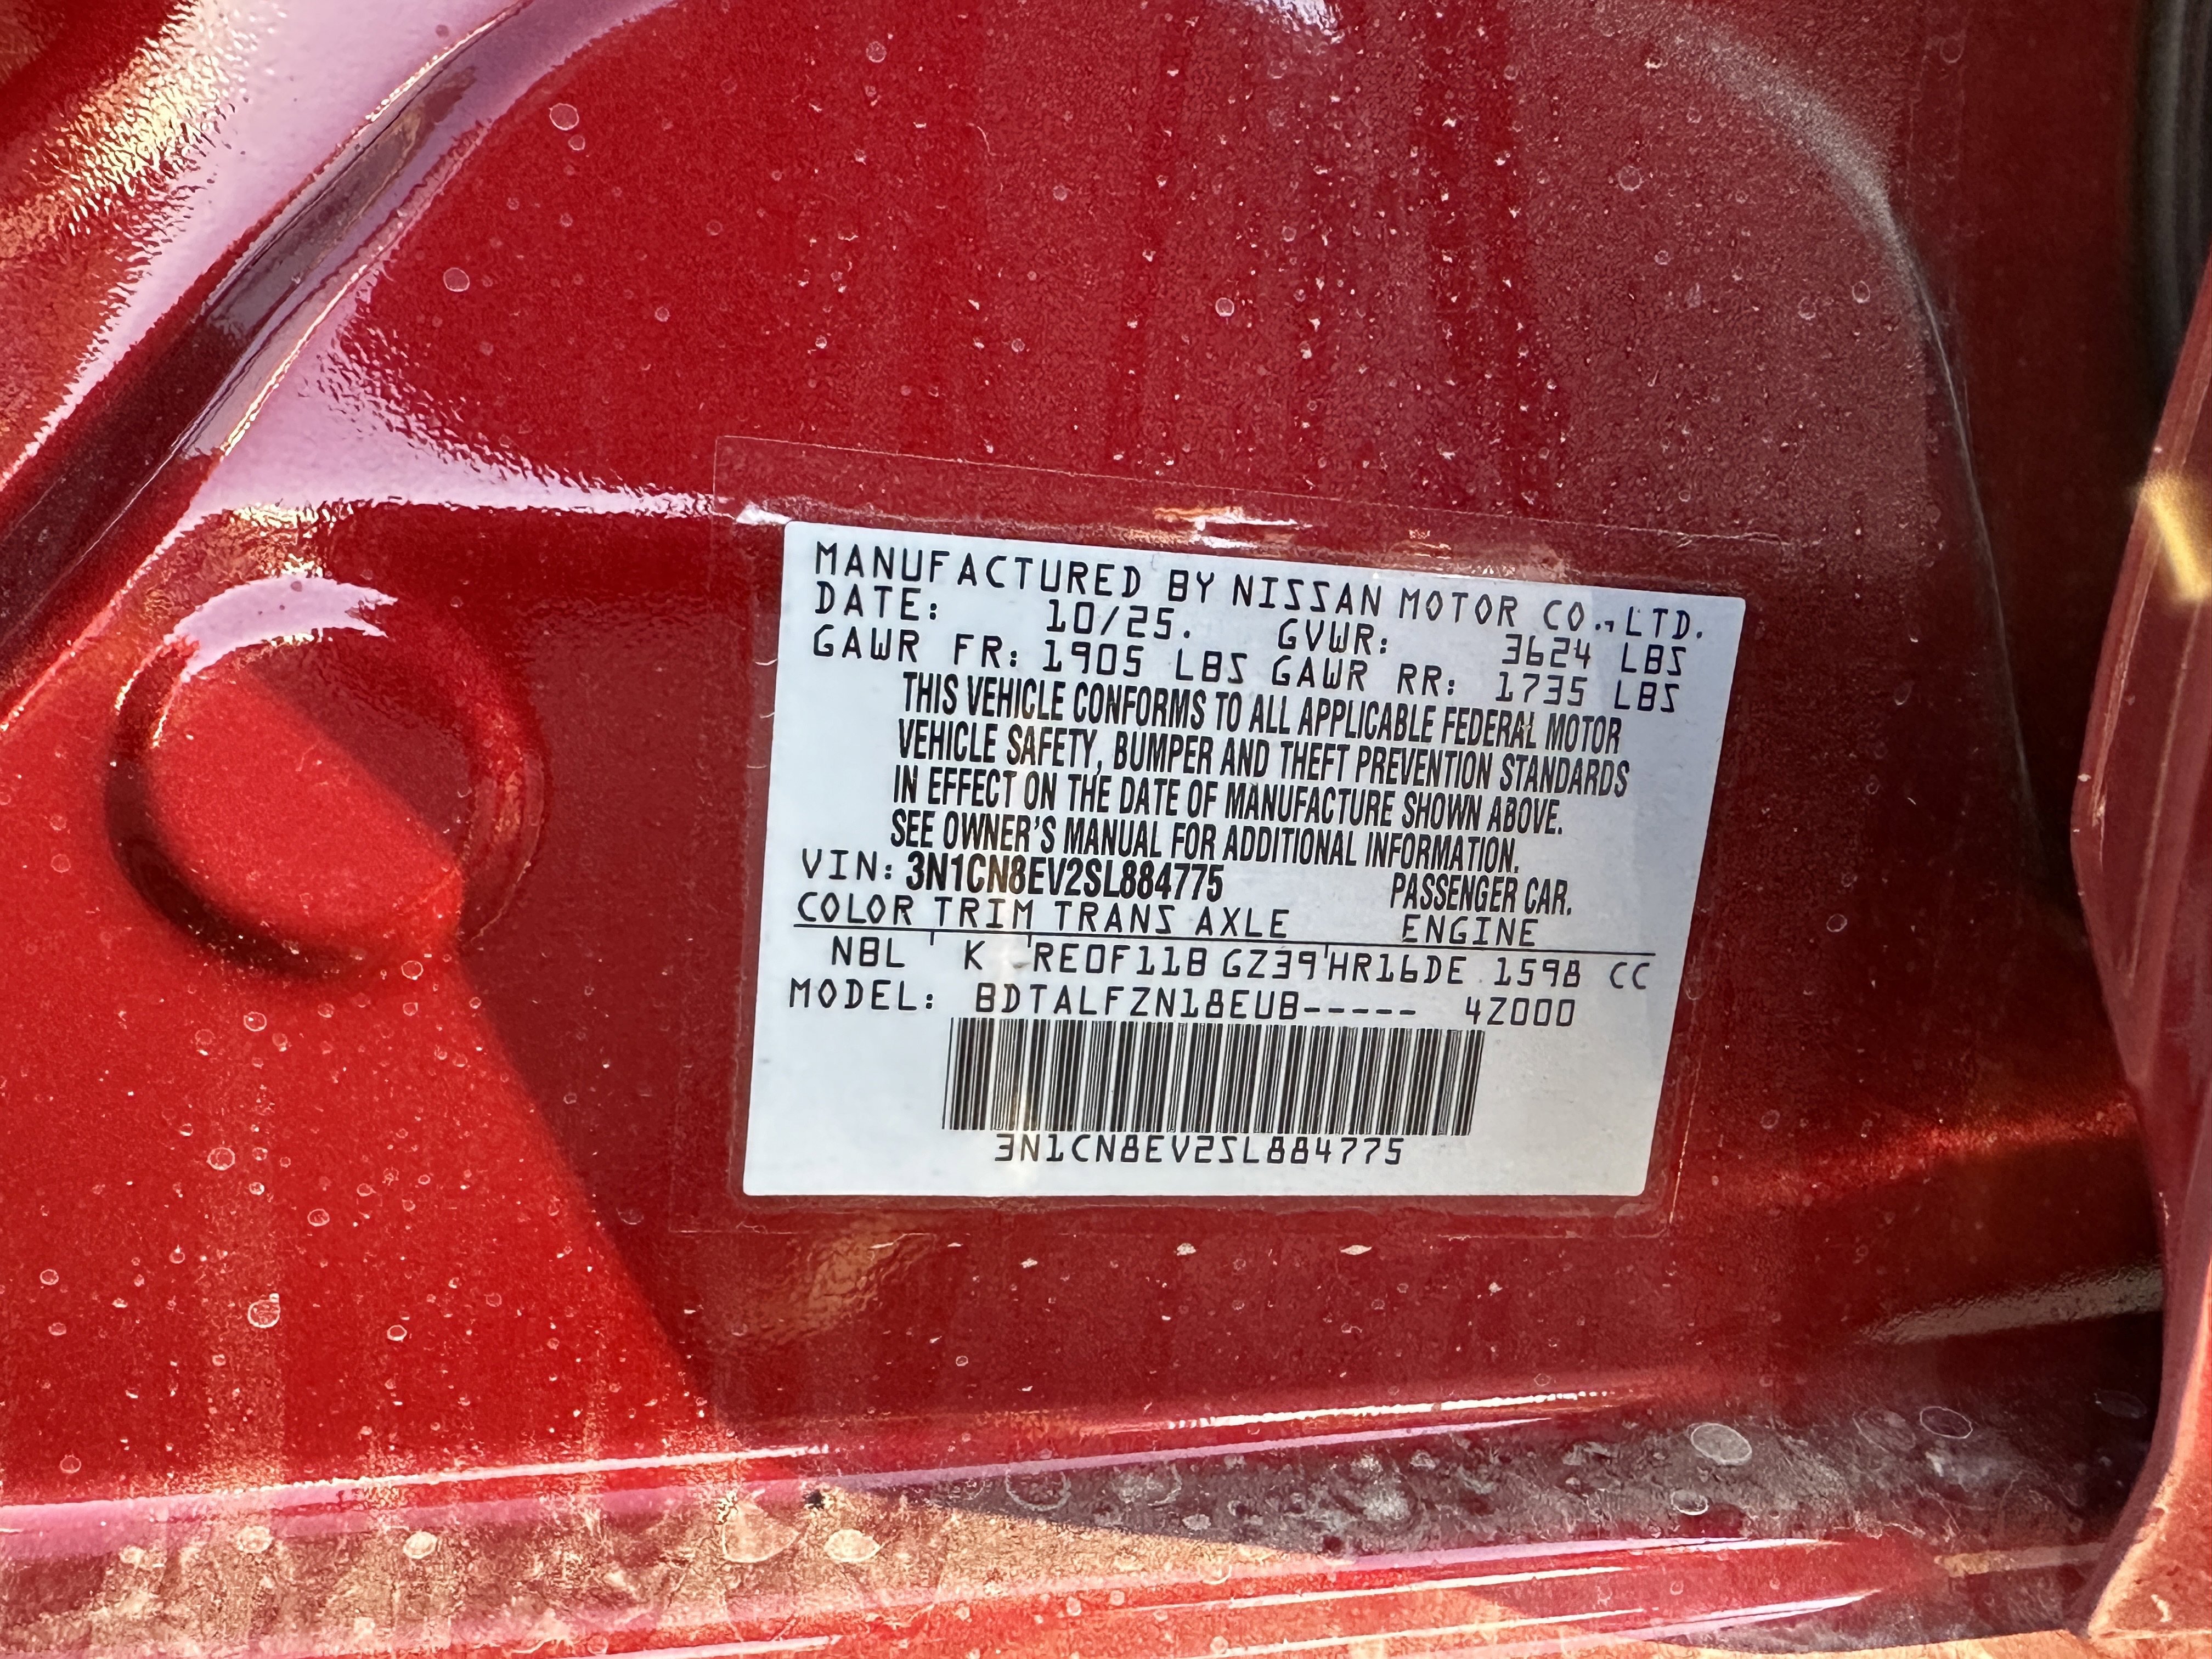 MANUFACTURED BY NISSAN MOTOR CO.,LTD.
DATE: 10/25. GVWR: 3624 LBS
GAWR FR: 1905 LBS GAWR RR: 1735 LBS
THIS VEHICLE CONFORMS TO ALL APPLICABLE FEDERAL MOTOR
VEHICLE SAFETY, BUMPER AND THEFT PREVENTION STANDARDS
IN EFFECT ON THE DATE OF MANUFACTURE SHOWN ABOVE.
SEE OWNER'S MANUAL FOR ADDITIONAL INFORMATION.
VIN: 3N1CN8EV2SL884775 PASSENGER CAR.
COLOR TRIM TRANS AXLE ENGINE
NBL K RE0F11B GZ39 HR16DE 1598 CC
MODEL: BDTALFZN18EUB----- 4Z000
3N1CN8EV2SL884775